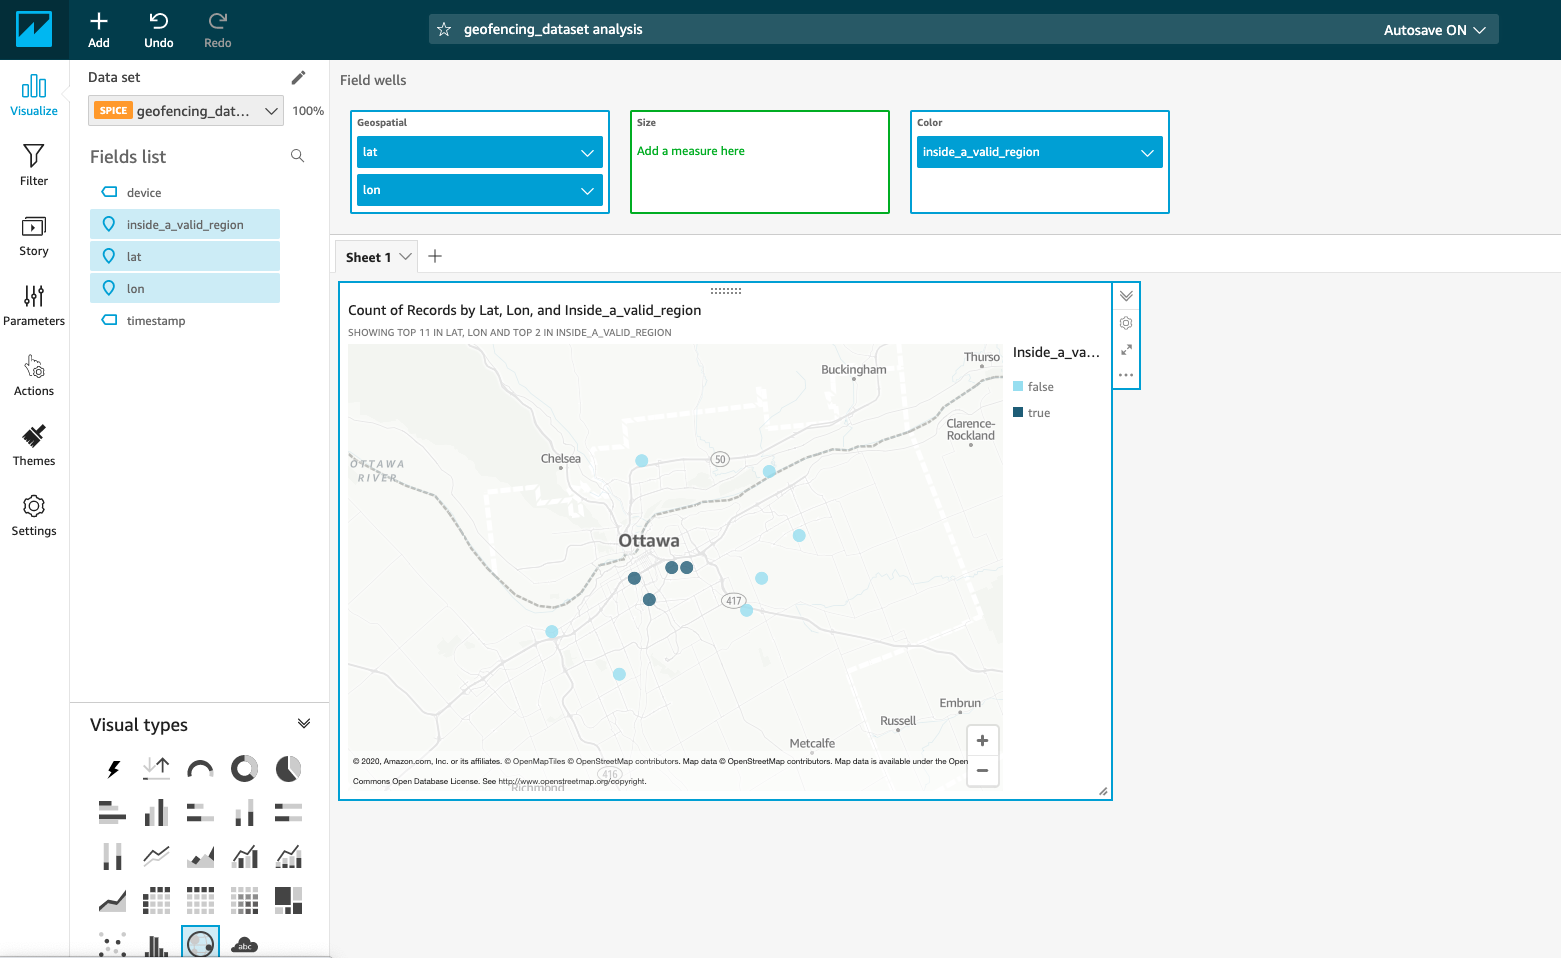 Add
Undo
Redo
geofencing_dataset analysis
Autosave ON
Visualize
Filter
Story
Parameters
Actions
Themes
Settings
Data set
SPICE geofencing_dat...
100%
Fields list
device
inside_a_valid_region
lat
lon
timestamp
Visual types
abc
Field wells
Geospatial
lat
lon
Size
Add a measure here
Color
inside_a_valid_region
Sheet 1
Count of Records by Lat, Lon, and Inside_a_valid_region
SHOWING TOP 11 IN LAT, LON AND TOP 2 IN INSIDE_A_VALID_REGION
Thurso
Buckingham
Clarence-
Rockland
Chelsea
50
OTTAWA
RIVER
Ottawa
417
Embrun
Russell
Metcalfe
416
Richmond
© 2020, Amazon.com, Inc. or its affiliates. © OpenMapTiles © OpenStreetMap contributors. Map data © OpenStreetMap contributors. Map data is available under the Open
Commons Open Database License. See http://www.openstreetmap.org/copyright.
Inside_a_va...
false
true